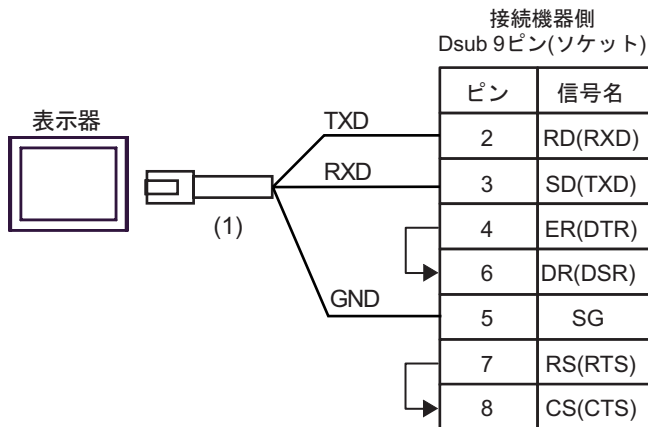 接続機器側
Dsub 9ピン(ソケット)
ピン 信号名
表示器
TXD
2 RD(RXD)
RXD
3 SD(TXD)
(1)
4 ER(DTR)
6 DR(DSR)
GND
5 SG
7 RS(RTS)
8 CS(CTS)